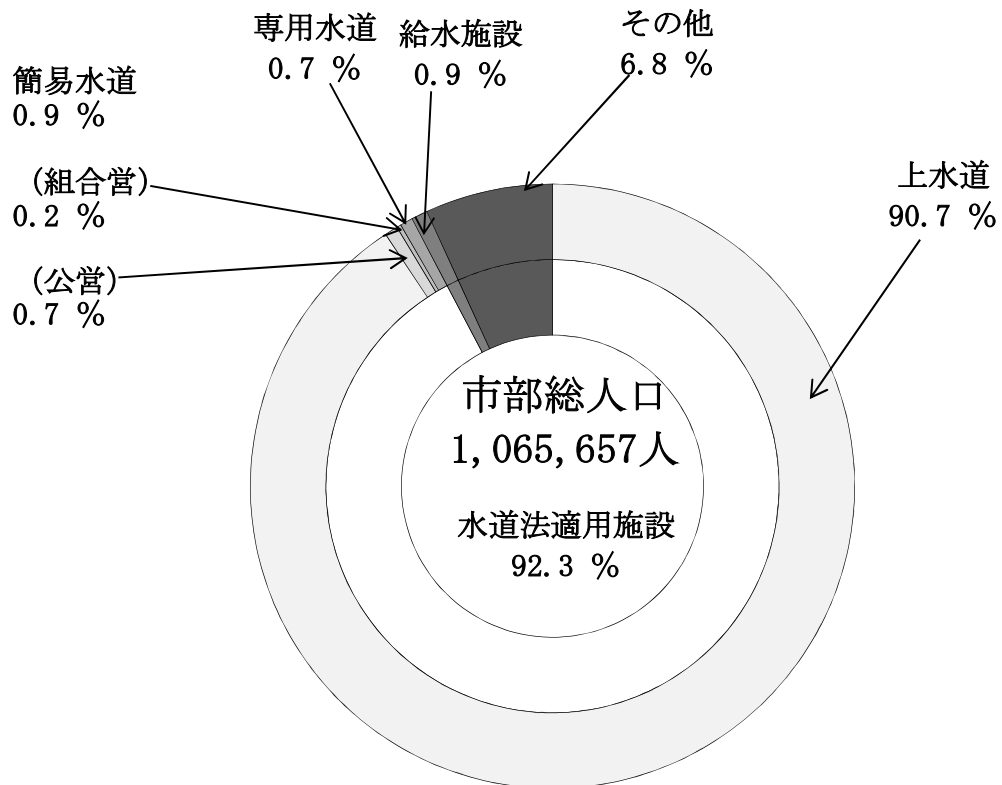 専用水道
0.7 %
給水施設
0.9 %
その他
6.8 %
簡易水道
0.9 %
(組合営)
0.2 %
(公営)
0.7 %
上水道
90.7 %
市部総人口
1,065,657人
水道法適用施設
92.3 %